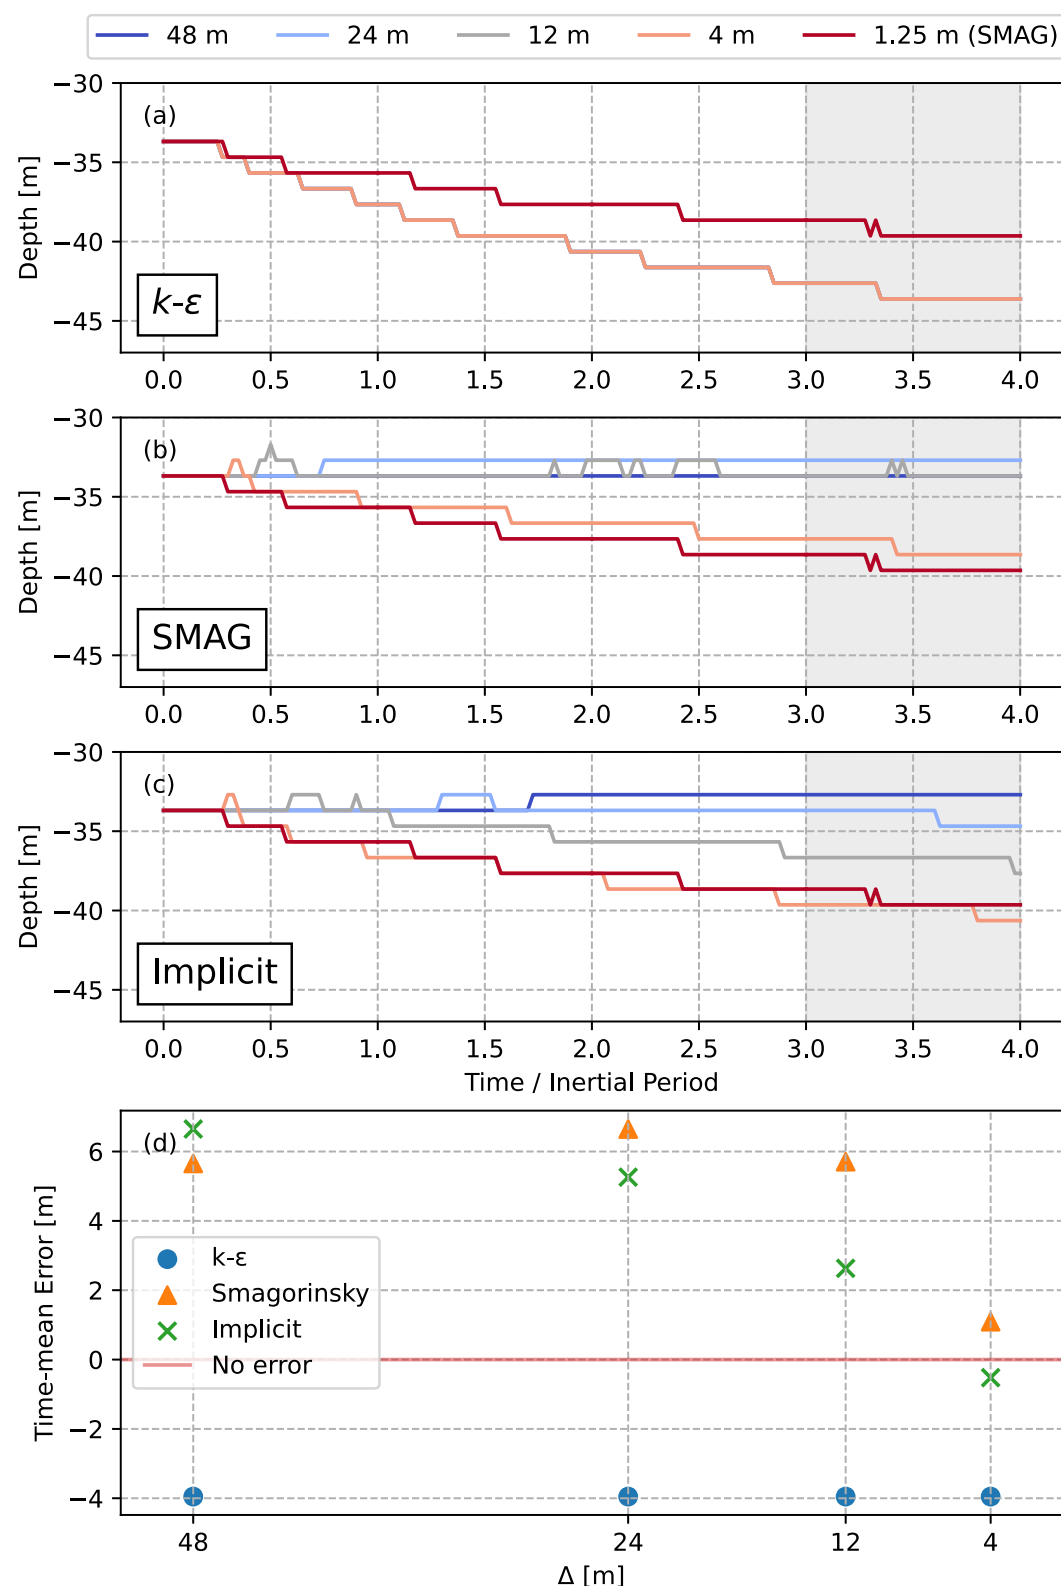 48 m 24 m 12 m 4 m 1.25 m (SMAG)
(a)
−30
−35
−40
−45
Depth [m]
k-ε
0.0 0.5 1.0 1.5 2.0 2.5 3.0 3.5 4.0
(b)
−30
−35
−40
−45
Depth [m]
SMAG
0.0 0.5 1.0 1.5 2.0 2.5 3.0 3.5 4.0
(c)
−30
−35
−40
−45
Depth [m]
Implicit
0.0 0.5 1.0 1.5 2.0 2.5 3.0 3.5 4.0
Time / Inertial Period
(d)
6
4
2
0
−2
−4
Time-mean Error [m]
k-ε
Smagorinsky
Implicit
No error
48 24 12 4
Δ [m]